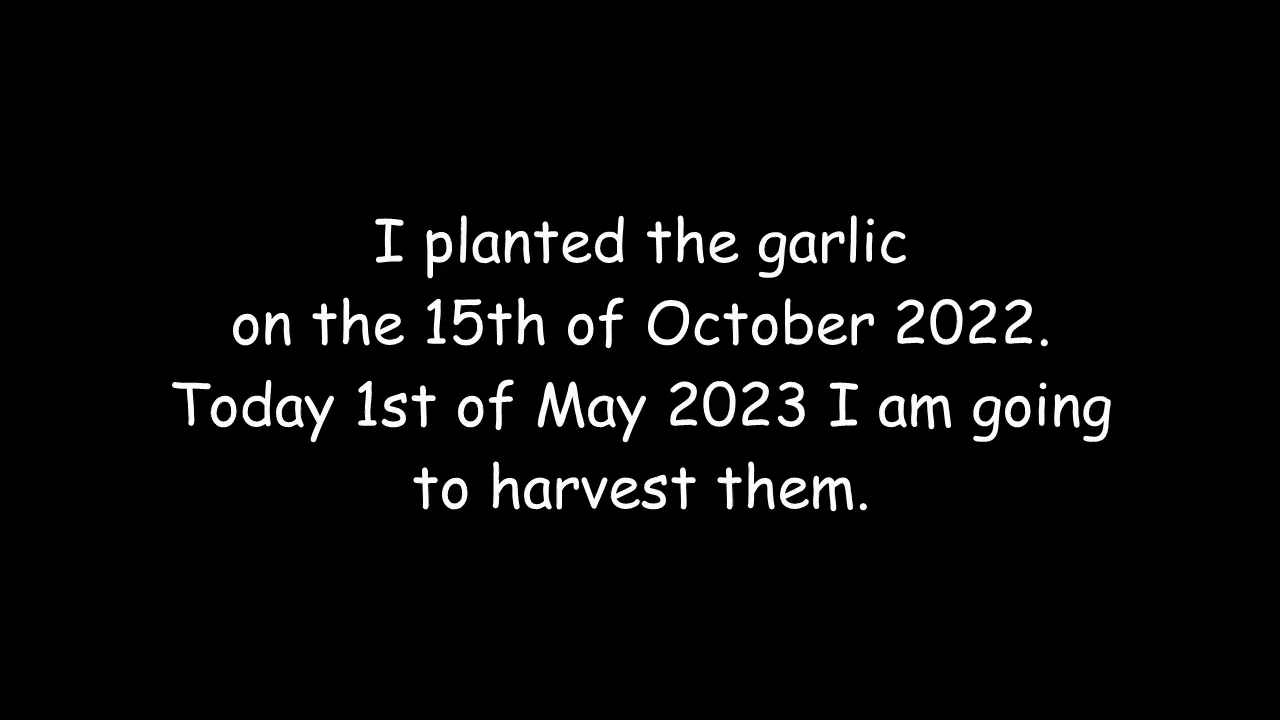 I planted the garlic
on the 15th of October 2022.
Today 1st of May 2023 I am going
to harvest them.